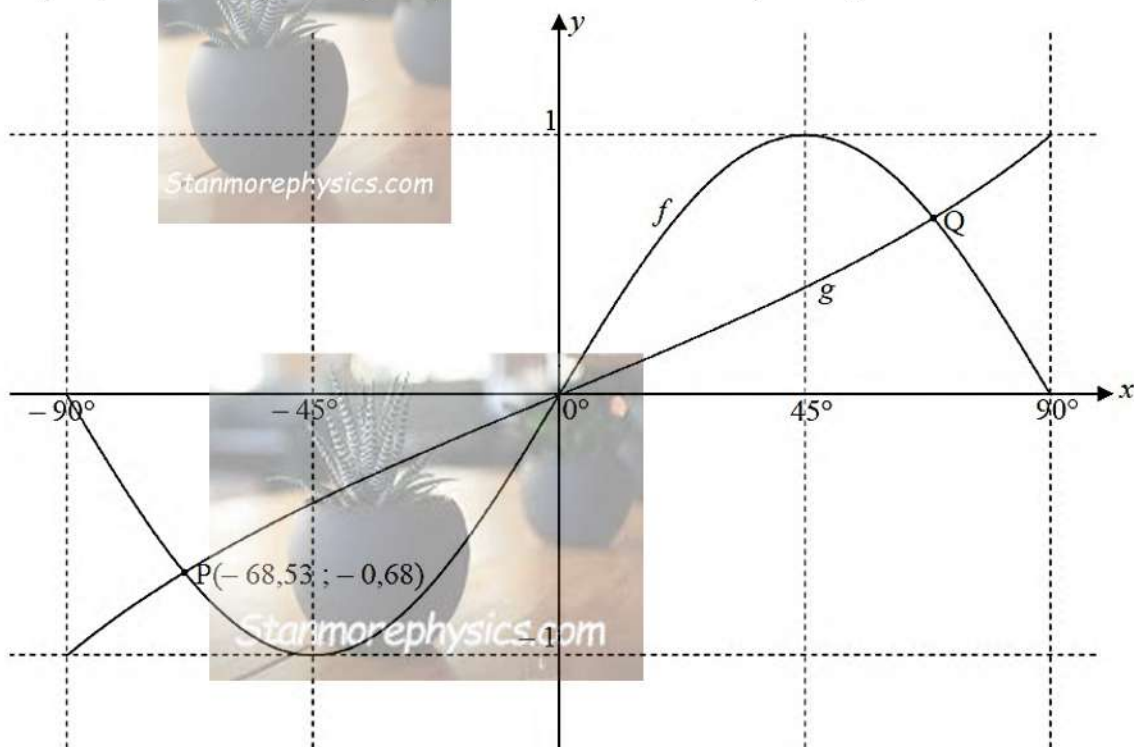 y
1
Stanmorephysics.com
f
Q
g
x
– 90°
– 45°
0°
45°
90°
P(– 68,53 ; – 0,68)
Stanmorephysics.com
– 1